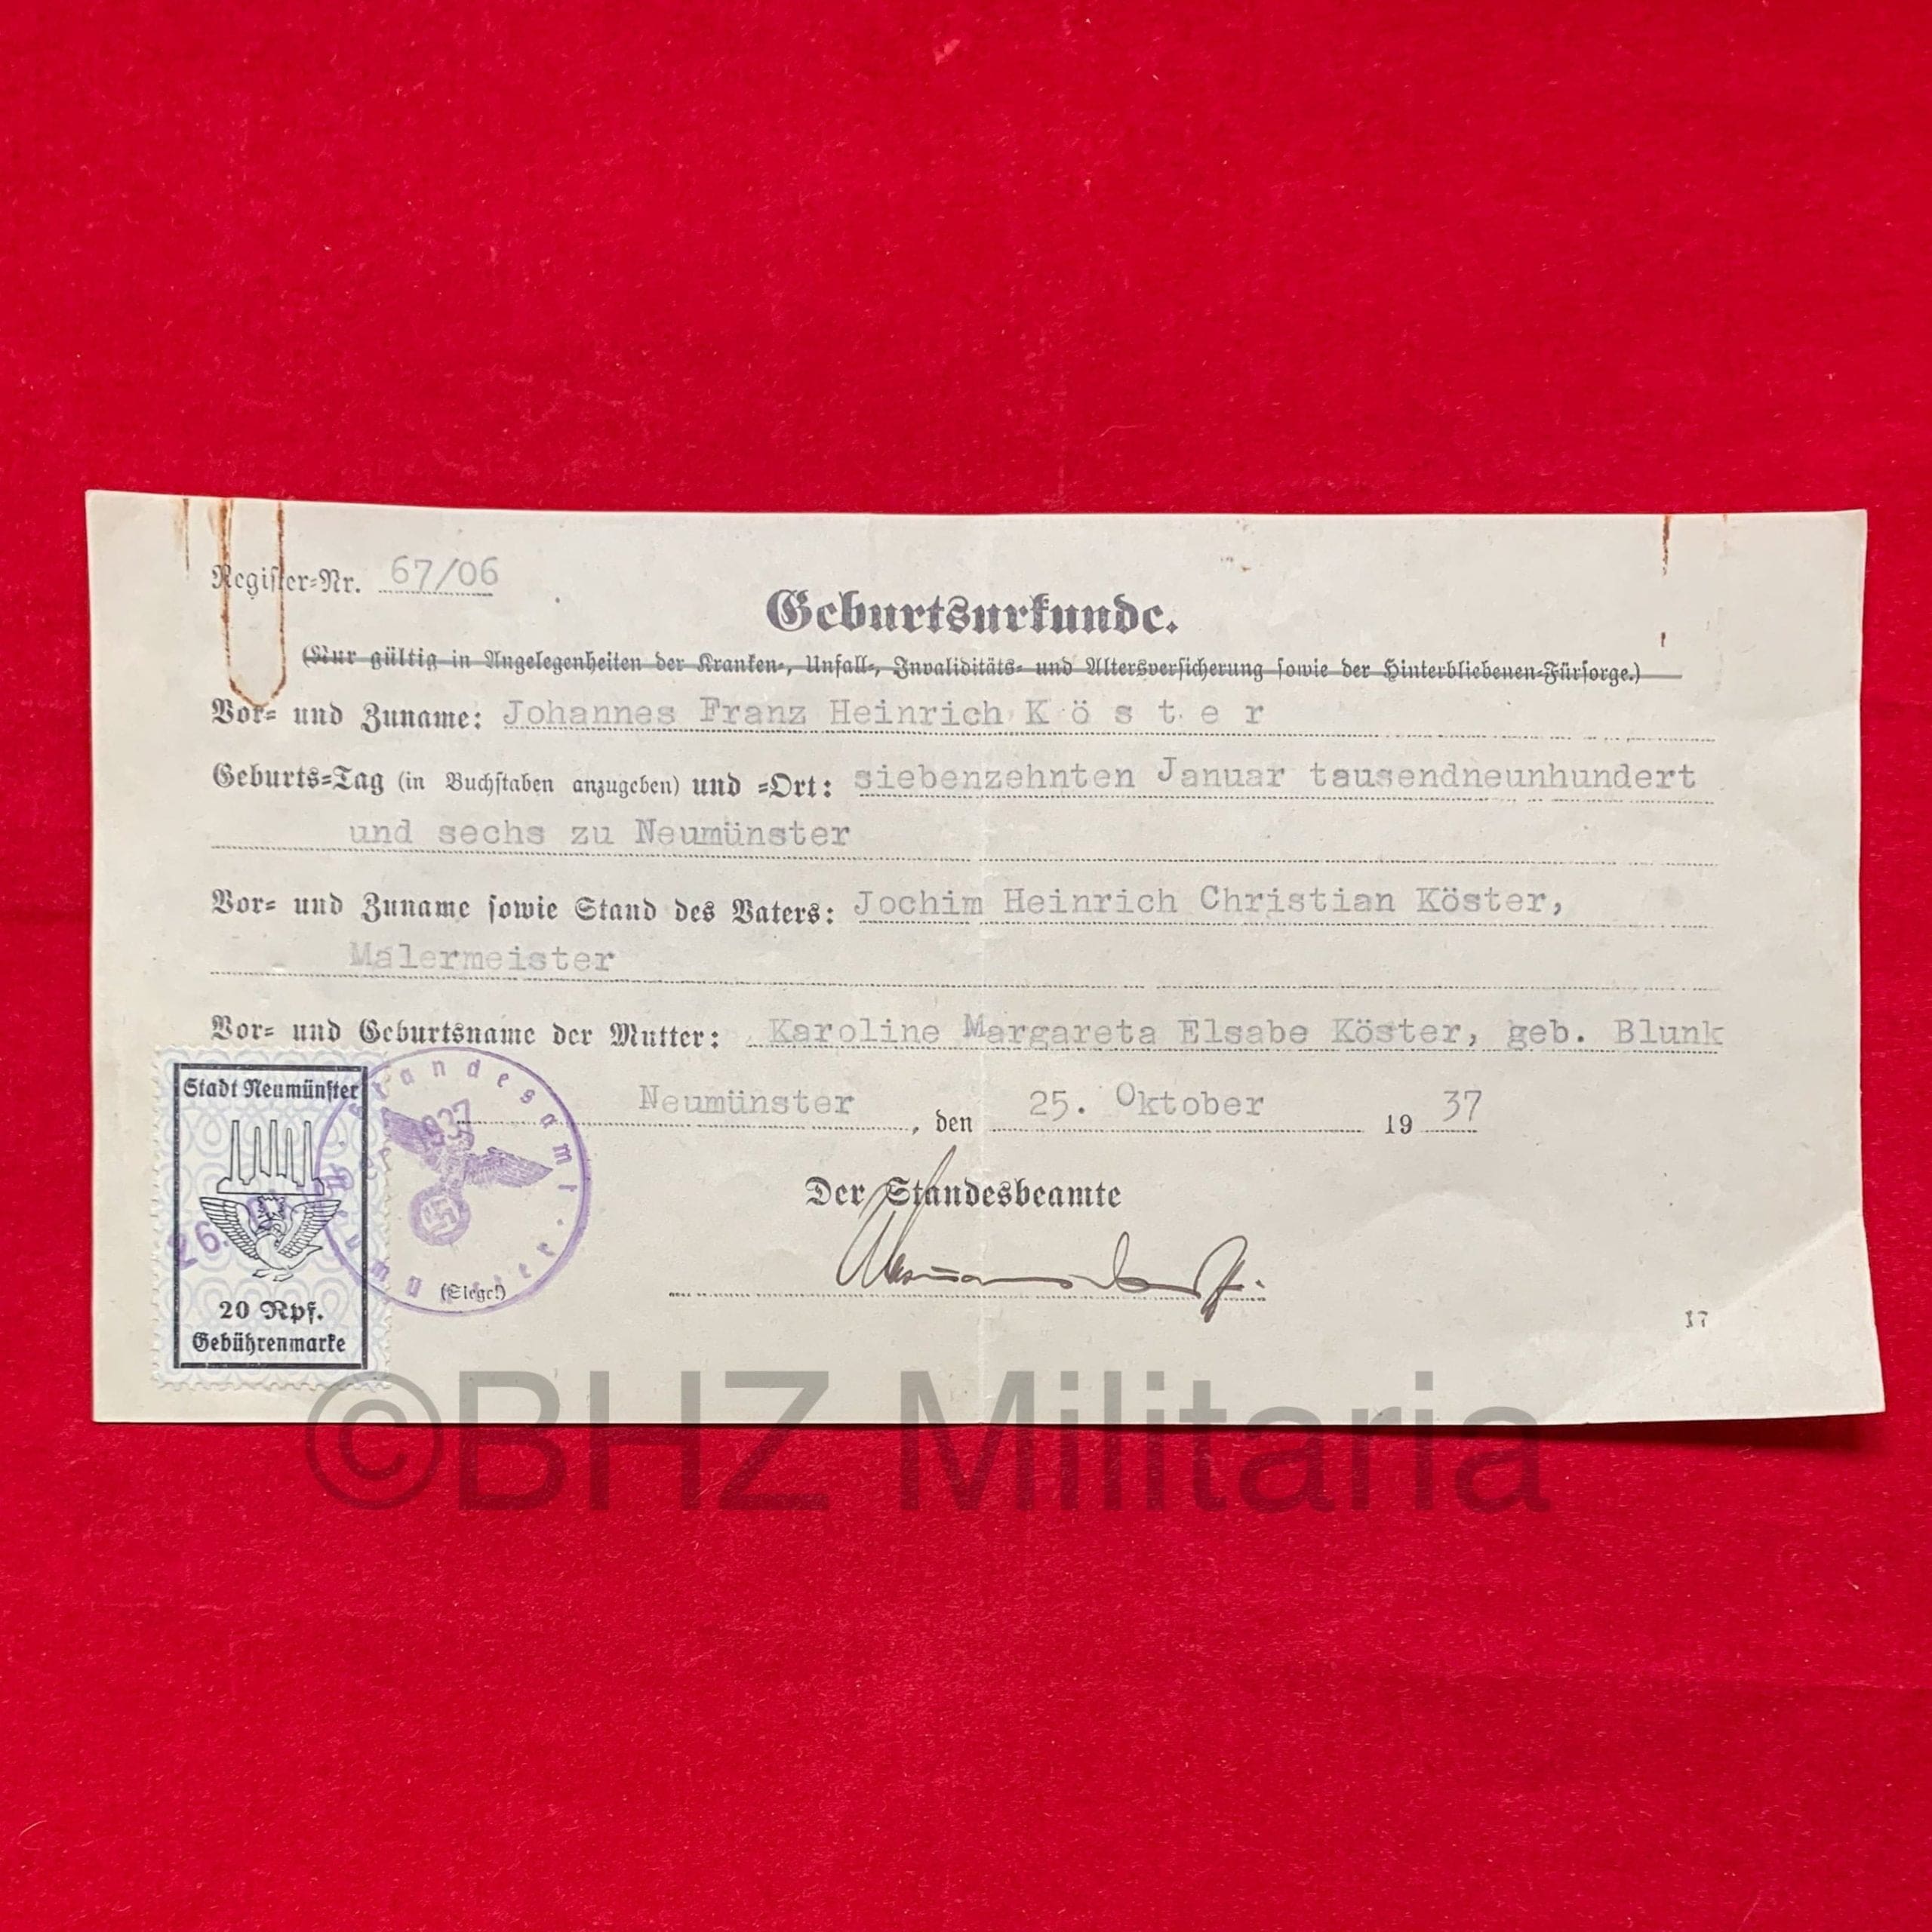 Register-Nr. 67/06
Geburtsurkunde.
(Nur gültig in Angelegenheiten der Kranken-, Unfall-, Invaliditäts- und Altersversicherung sowie der Hinterbliebenen-Fürsorge.)
Vor- und Zuname: Johannes Franz Heinrich K ö s t e r
Geburts-Tag (in Buchstaben anzugeben) und -Ort: siebenzehnten Januar tausendneunhundert
und sechs zu Neumünster
Vor- und Zuname sowie Stand des Vaters: Jochim Heinrich Christian Köster,
Malermeister
Vor- und Geburtsname der Mutter: Karoline Margareta Elsabe Köster, geb. Blunk
Neumünster, den 25. Oktober 1937
Der Standesbeamte
(Siegel)
Standesamt
1937
26.
Stadt Neumünster
20 Rpf.
Gebührenmarke
17
©BHZ Militaria